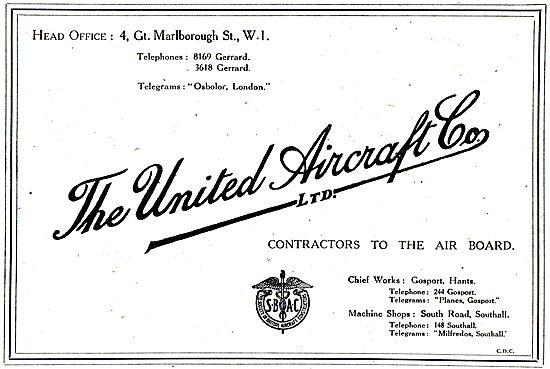 HEAD OFFICE : 4, Gt. Marlborough St., W.1.
Telephones : 8169 Gerrard.
3618 Gerrard.
Telegrams : "Osbolor, London."
The United Aircraft Co.
LTD.
CONTRACTORS TO THE AIR BOARD.
S·B·A·C
Chief Works : Gosport, Hants.
Telephone : 244 Gosport.
Telegrams : "Planes, Gosport."
Machine Shops : South Road, Southall.
Telephone : 148 Southall.
Telegrams : "Milfredos, Southall."
C.D.C.